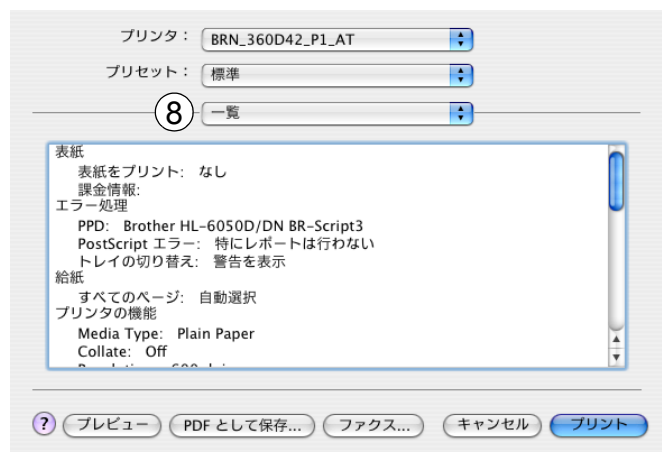 プリンタ： BRN_360D42_P1_AT
プリセット： 標準
⑧ 一覧
表紙
表紙をプリント: なし
課金情報:
エラー処理
PPD: Brother HL-6050D/DN BR-Script3
PostScript エラー: 特にレポートは行わない
トレイの切り替え: 警告を表示
給紙
すべてのページ: 自動選択
プリンタの機能
Media Type: Plain Paper
Collate: Off
? プレビュー PDF として保存... ファクス... キャンセル プリント